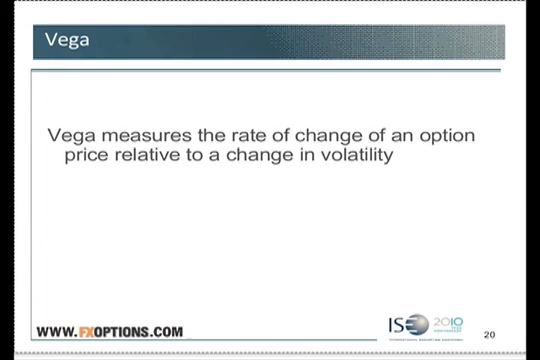 Vega
Vega measures the rate of change of an option
price relative to a change in volatility
WWW.FXOPTIONS.COM
ISE 2010
20